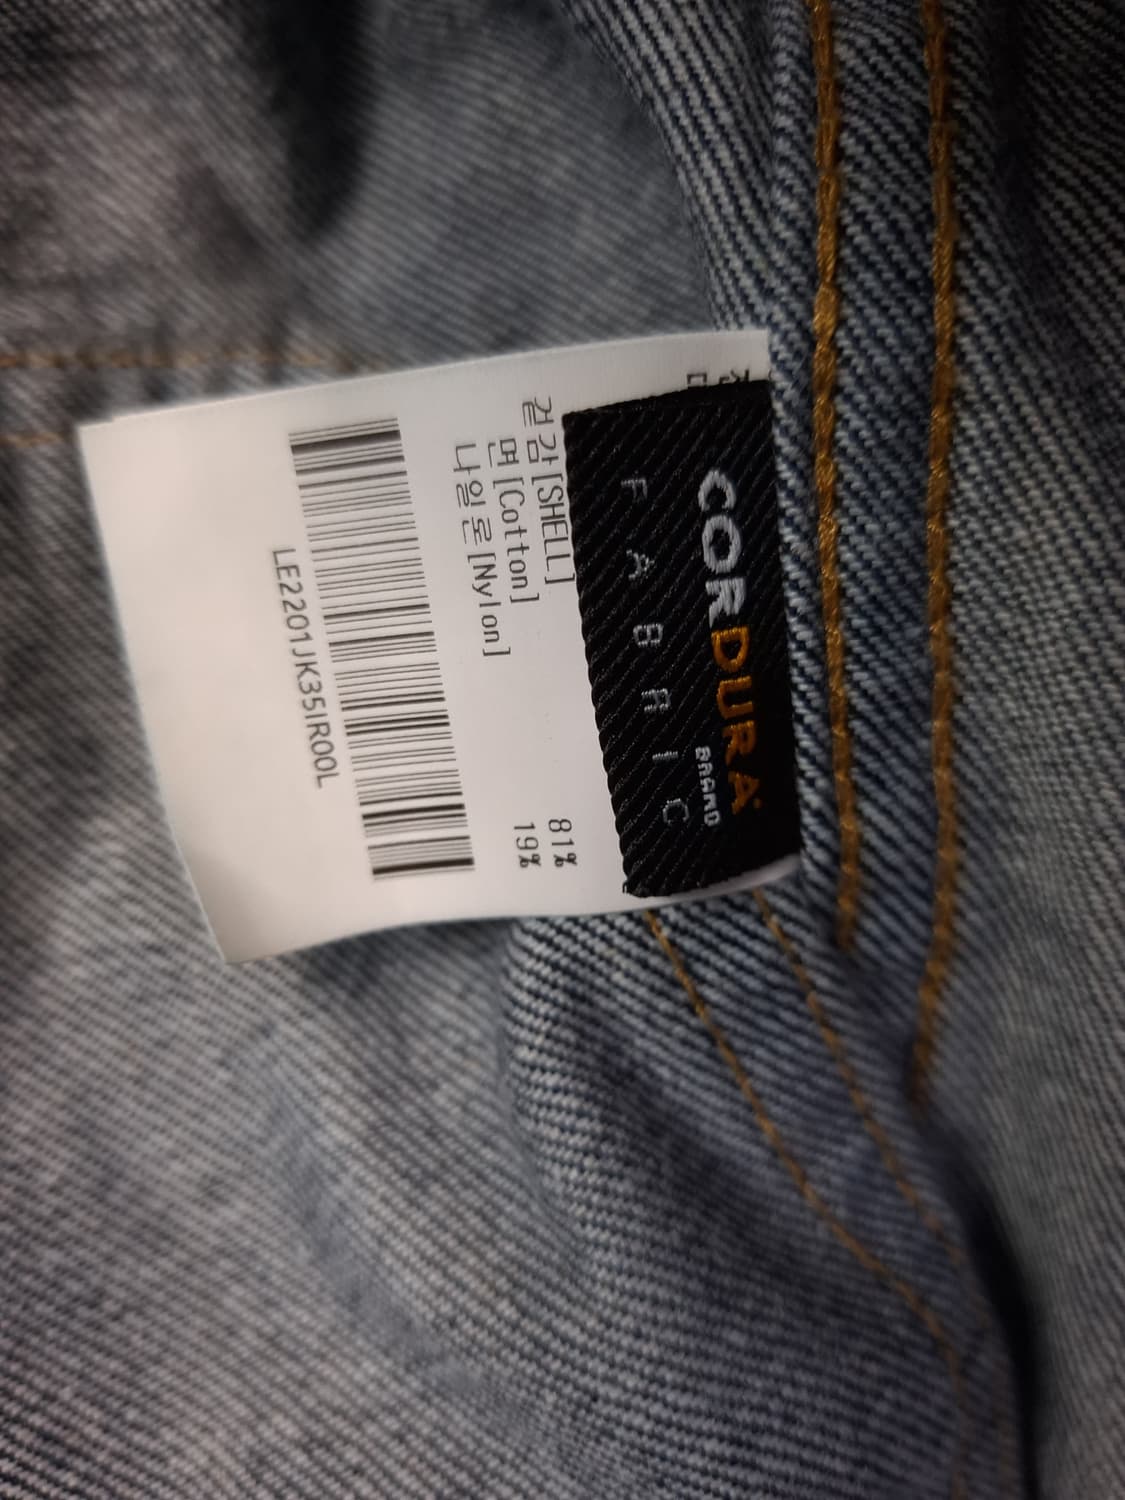 CORDURA
BRAND
FABRIC
겉감[SHELL]
면[Cotton] 81%
나일론[Nylon] 19%
LE2201JK35IR00L